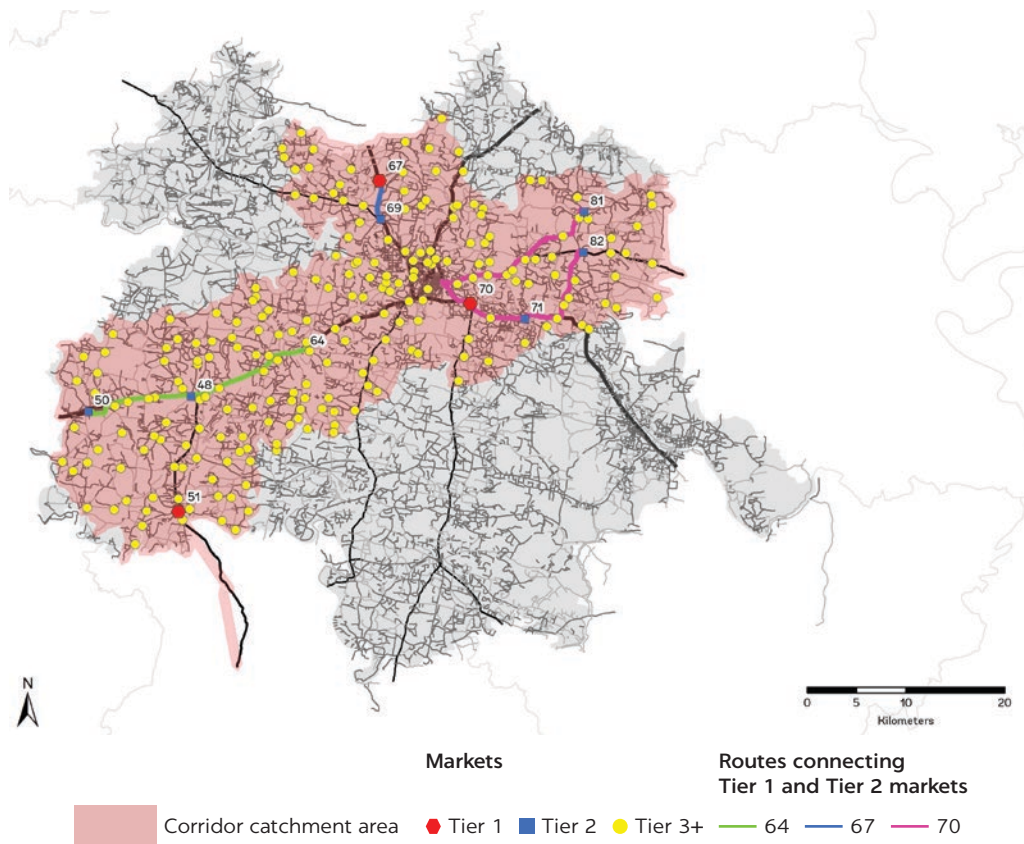 67
69
81
82
70
71
64
48
50
51
N
0 5 10 20
Kilometers
Markets
Routes connecting
Tier 1 and Tier 2 markets
Corridor catchment area Tier 1 Tier 2 Tier 3+ 64 67 70